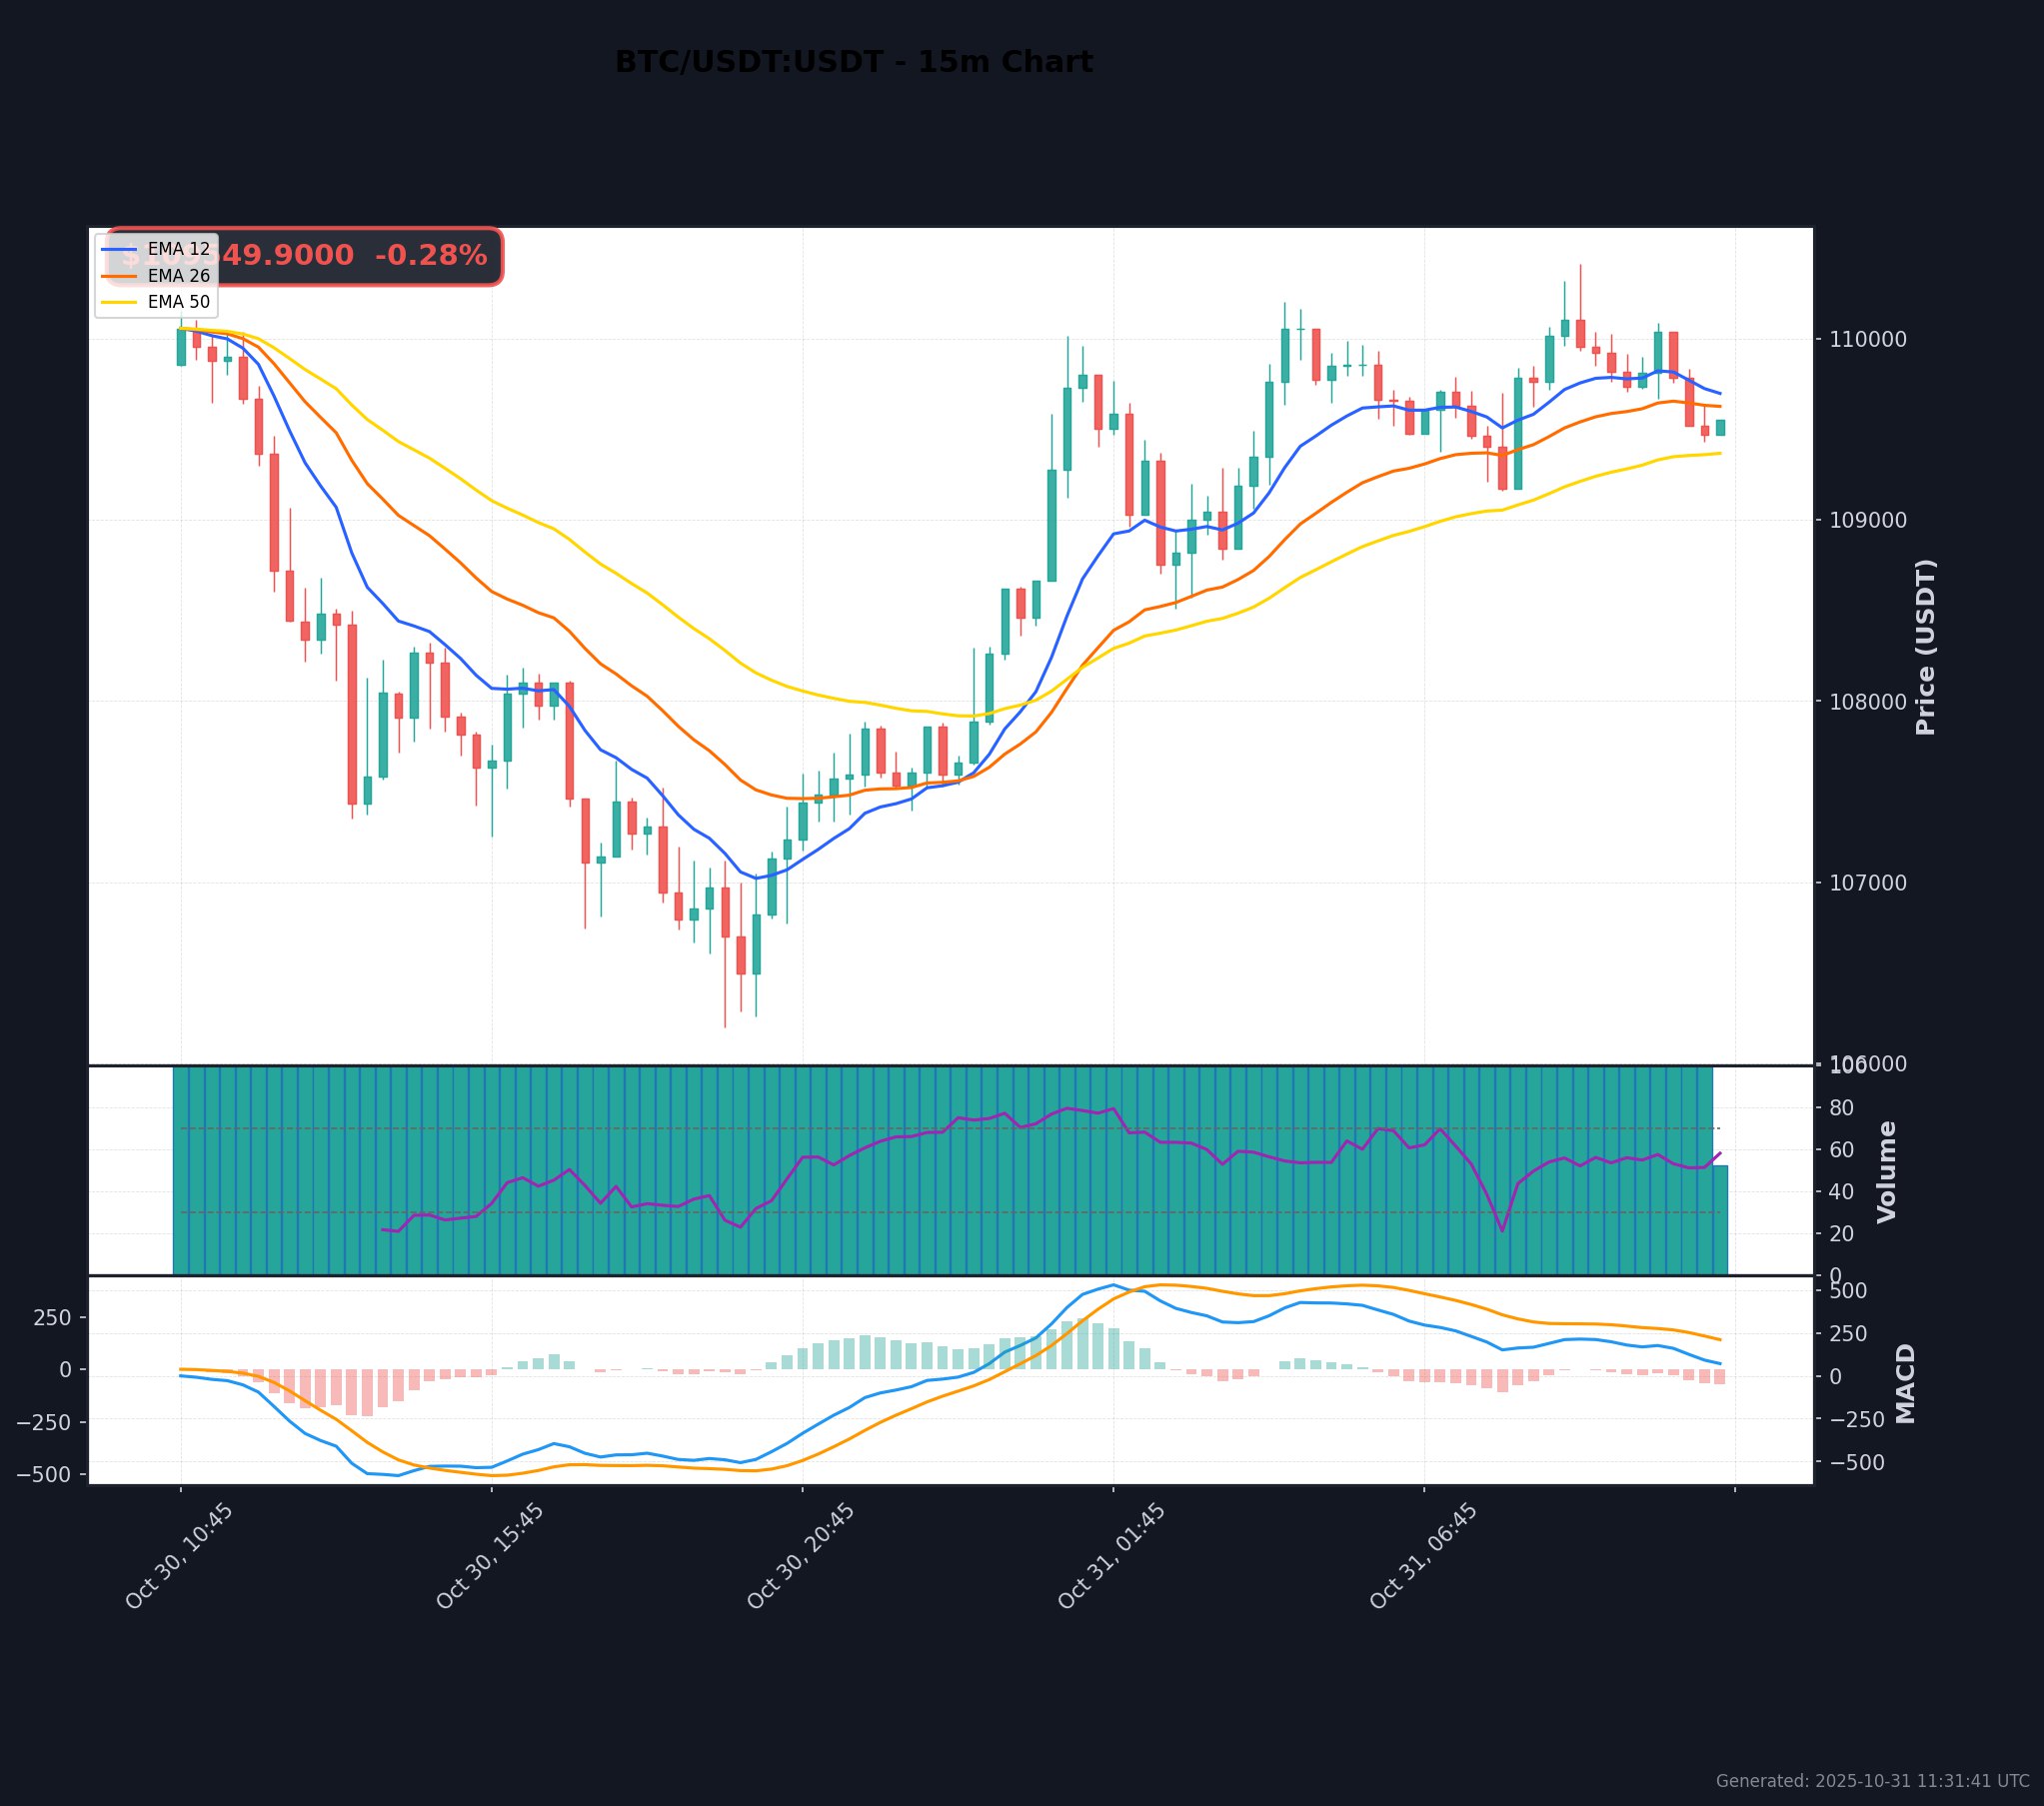 BTC/USDT:USDT - 15m Chart
49.9000 -0.28%
EMA 12
EMA 26
EMA 50
110000
109000
108000
107000
106000
Price (USDT)
100
80
60
40
20
0
Volume
250
0
−250
−500
500
250
0
−250
−500
MACD
Oct 30, 10:45
Oct 30, 15:45
Oct 30, 20:45
Oct 31, 01:45
Oct 31, 06:45
Generated: 2025-10-31 11:31:41 UTC